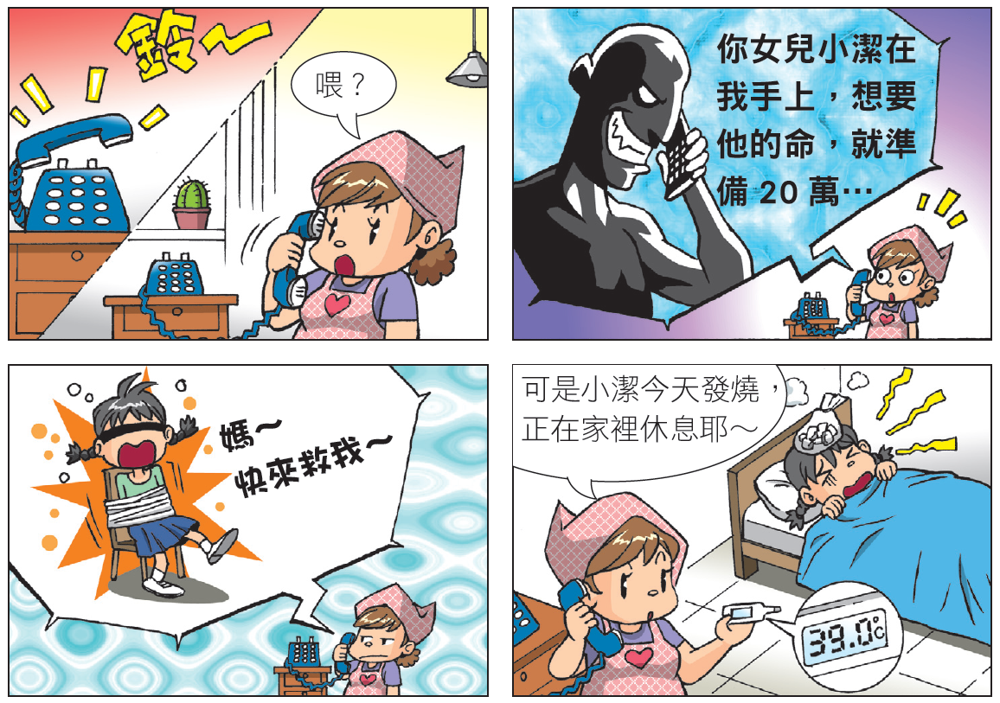 鈴～
喂？
你女兒小潔在
我手上，想要
他的命，就準
備 20 萬…
媽～
快來救我～
可是小潔今天發燒，
正在家裡休息耶～
39.0℃